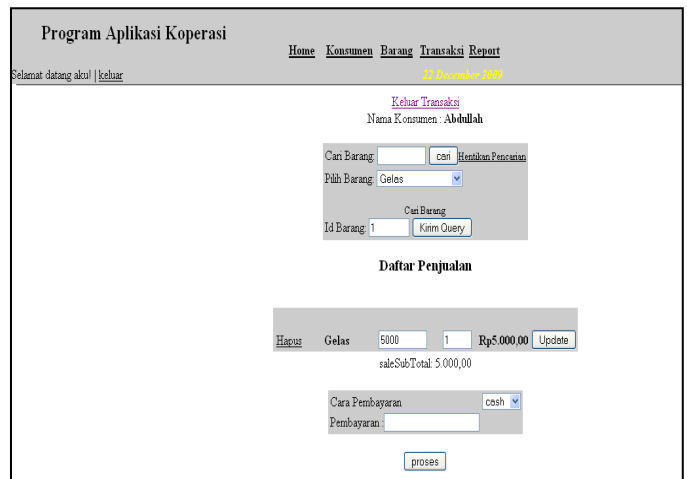 Program Aplikasi Koperasi
Home Konsumen Barang Transaksi Report
Selamat datang aku! | keluar
22 December 2009
Keluar Transaksi
Nama Konsumen : Abdullah
Cari Barang: cari Hentikan Pencarian
Pilih Barang: Gelas
Cari Barang
Id Barang: 1 Kirim Query
Daftar Penjualan
Hapus Gelas 5000 1 Rp5.000,00 Update
saleSubTotal: 5.000,00
Cara Pembayaran cash
Pembayaran :
proses